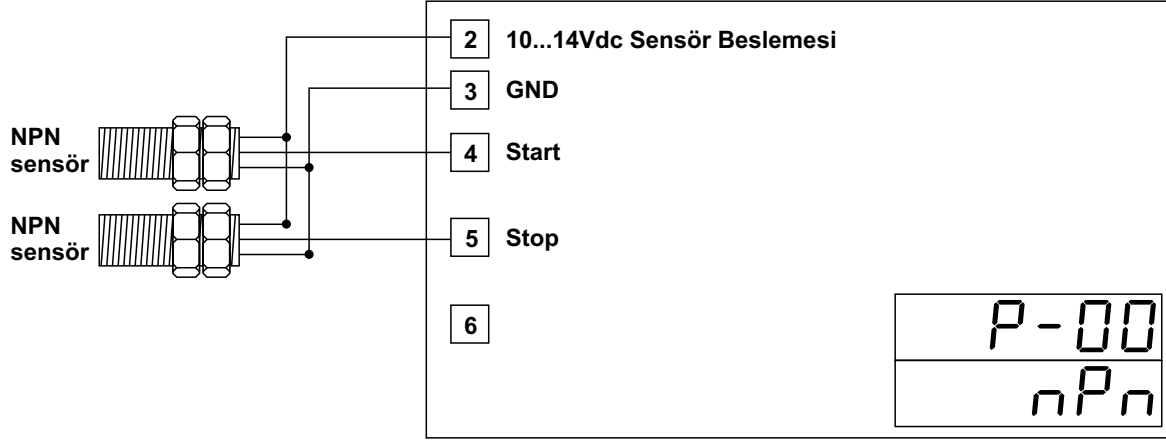 2 10...14Vdc Sensör Beslemesi
3 GND
NPN
sensör
4 Start
NPN
sensör
5 Stop
6
P-00
nPn